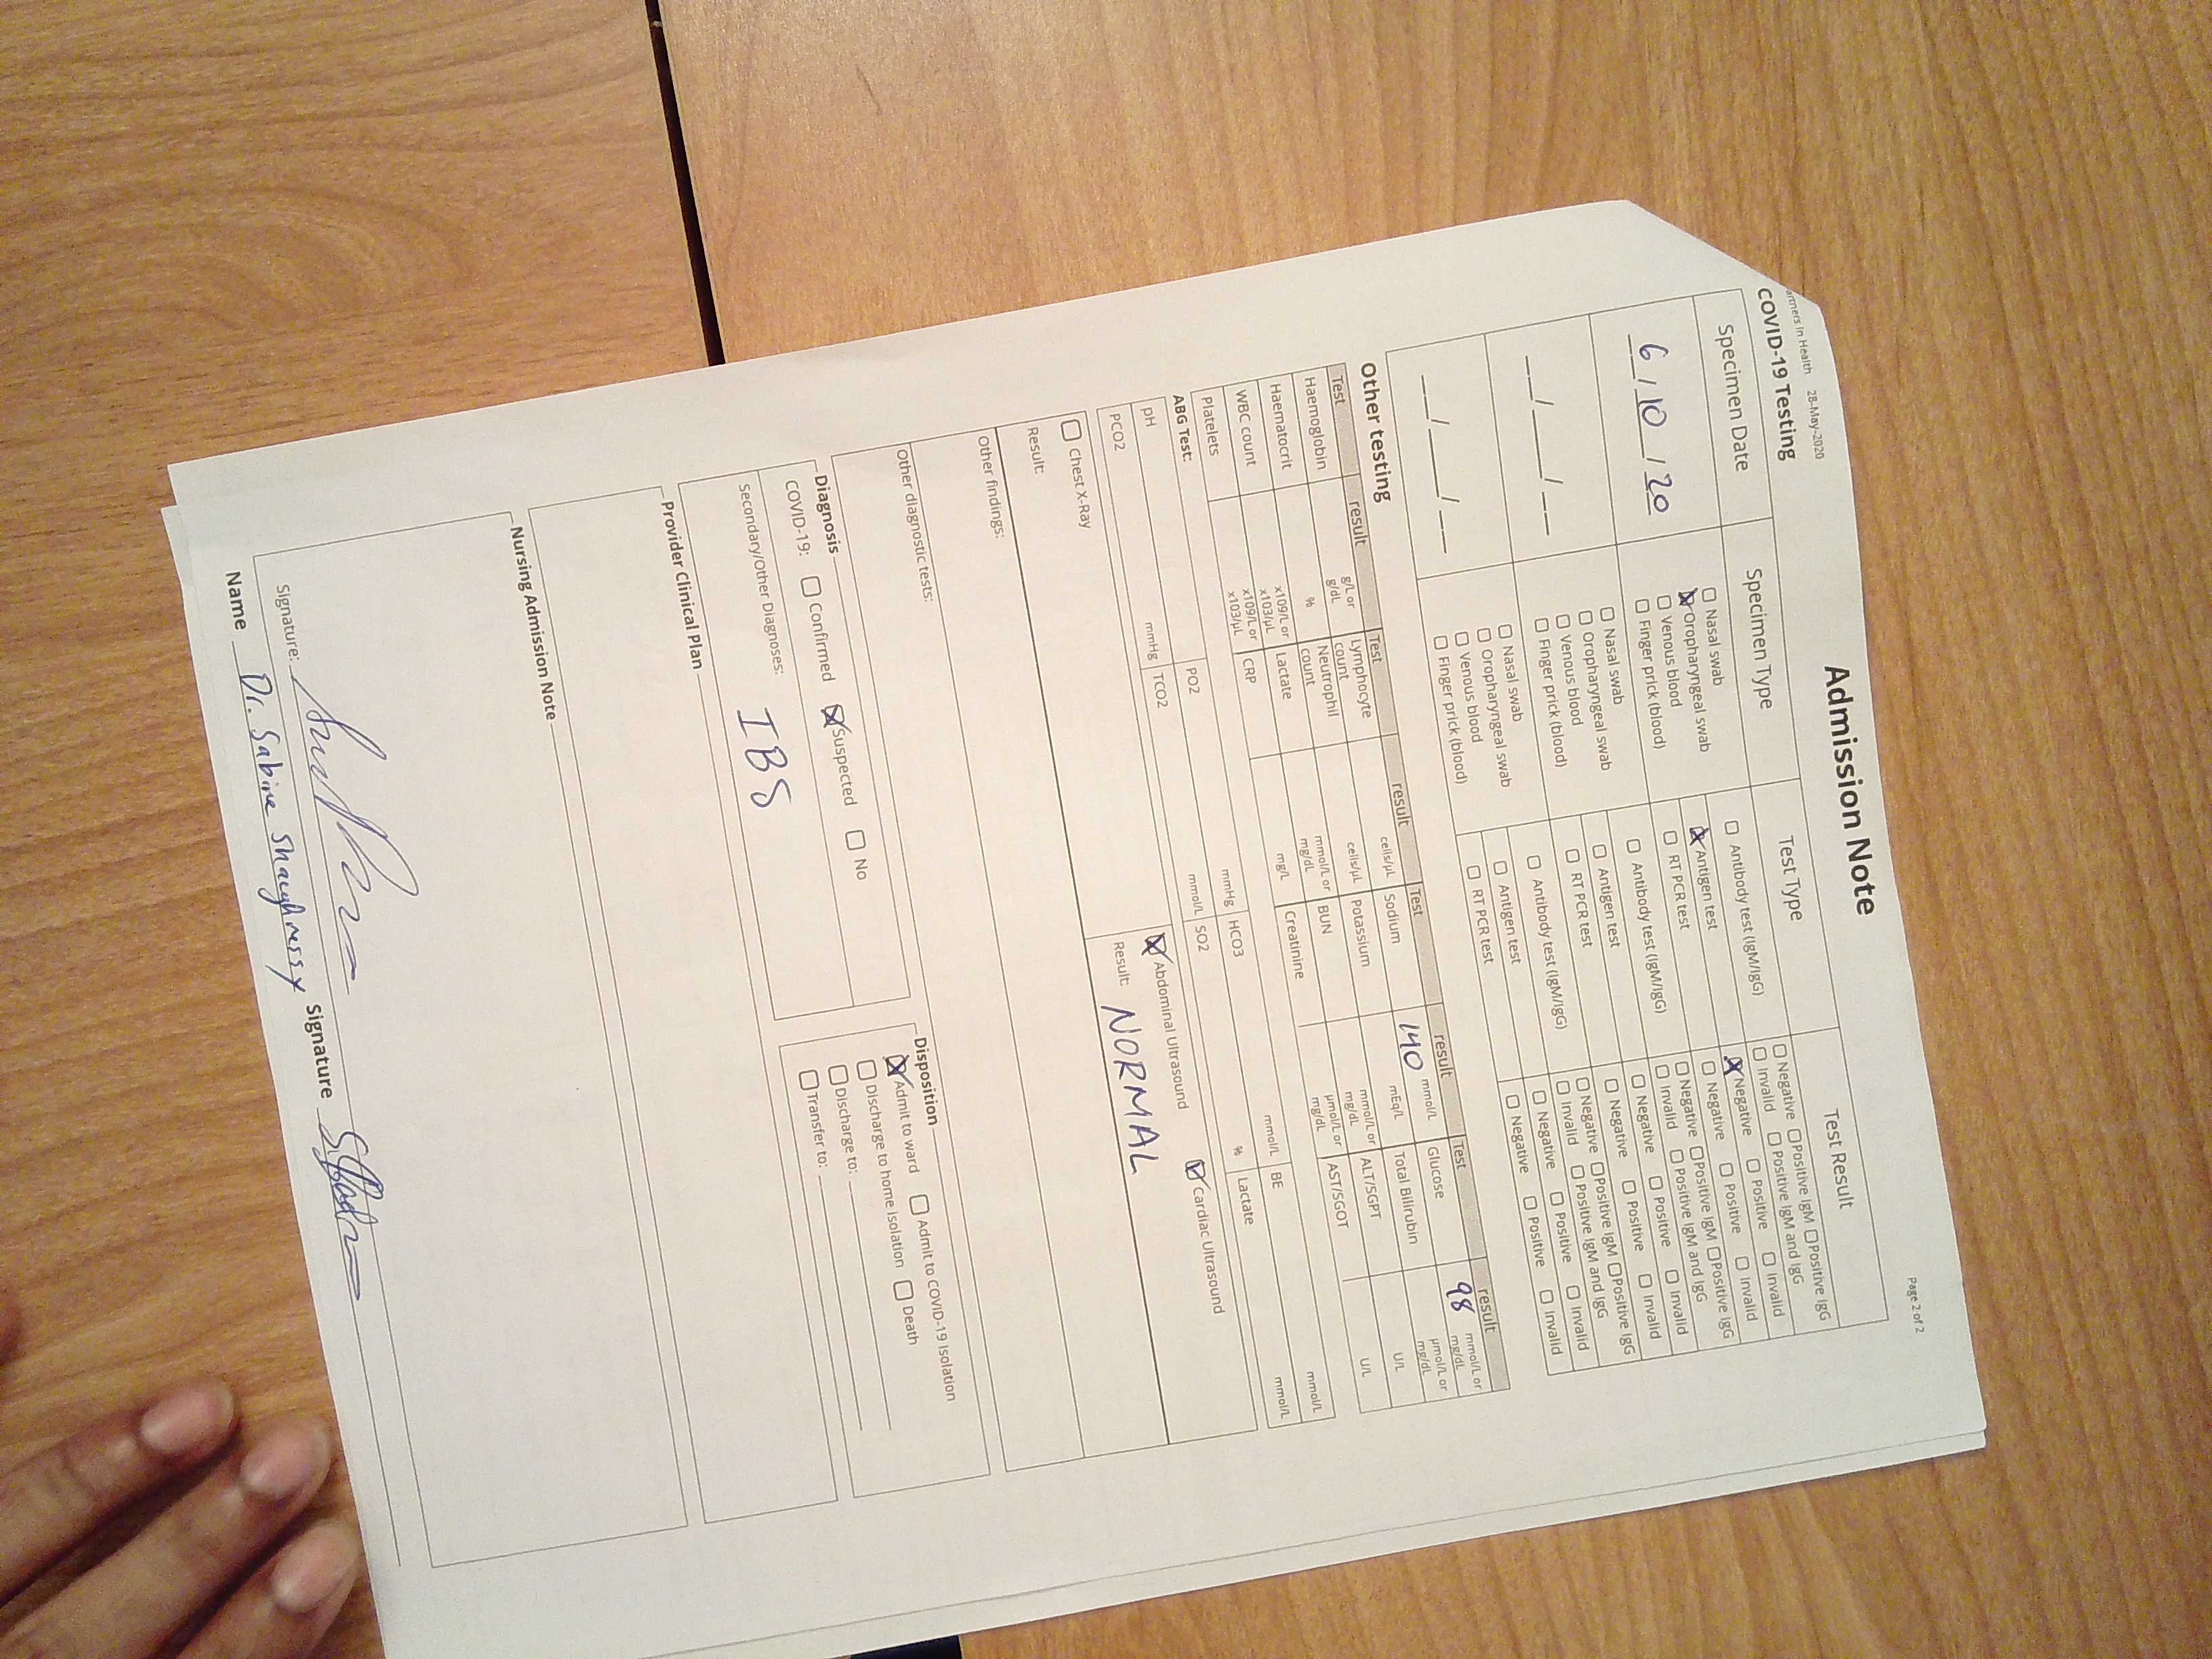 artners In Health 28-May-2020
Admission Note
Page 2 of 2
COVID-19 Testing
Specimen Date Specimen Type Test Type Test Result
6 / 10 / 20
☐ Nasal swab
☒ Oropharyngeal swab
☐ Venous blood
☐ Finger prick (blood)
☐ Antibody test (IgM/IgG)
☒ Antigen test
☐ RT PCR test
☐ Negative ☐ Positive IgM ☐ Positive IgG
☐ Invalid ☐ Positive IgM and IgG
☒ Negative ☐ Positive ☐ Invalid
☐ Negative ☐ Positive ☐ Invalid
__/___/__
☐ Nasal swab
☐ Oropharyngeal swab
☐ Venous blood
☐ Finger prick (blood)
☐ Antibody test (IgM/IgG)
☐ Antigen test
☐ RT PCR test
☐ Negative ☐ Positive IgM ☐ Positive IgG
☐ Invalid ☐ Positive IgM and IgG
☐ Negative ☐ Positive ☐ Invalid
☐ Negative ☐ Positive ☐ Invalid
__/___/__
☐ Nasal swab
☐ Oropharyngeal swab
☐ Venous blood
☐ Finger prick (blood)
☐ Antibody test (IgM/IgG)
☐ Antigen test
☐ RT PCR test
☐ Negative ☐ Positive IgM ☐ Positive IgG
☐ Invalid ☐ Positive IgM and IgG
☐ Negative ☐ Positive ☐ Invalid
☐ Negative ☐ Positive ☐ Invalid
Other testing
Test result Test result Test result Test result
Haemoglobin g/L or g/dL Lymphocyte count cells/µL Sodium 140 mmol/L mEq/L Glucose 98 mmol/L or mg/dL
Haematocrit % Neutrophil count cells/µL Potassium mmol/L or mg/dL Total Bilirubin µmol/L or mg/dL
WBC count x109/L or x103/µL Lactate mmol/L or mg/dL BUN µmol/L or mg/dL ALT/SGPT U/L
Platelets x109/L or x103/µL CRP mg/L Creatinine AST/SGOT U/L
ABG Test:
pH PO2 mmHg HCO3 mmol/L BE mmol/L
PCO2 mmHg TCO2 mmol/L SO2 % Lactate mmol/L
☐ Chest X-Ray ☒ Abdominal Ultrasound ☒ Cardiac Ultrasound
Result: Result: NORMAL
Other findings:
Other diagnostic tests:
Diagnosis
COVID-19: ☐ Confirmed ☒ Suspected ☐ No
Secondary/Other Diagnoses: IBS
Disposition
☒ Admit to ward ☐ Admit to COVID-19 Isolation
☐ Discharge to home Isolation ☐ Death
☐ Discharge to:
☐ Transfer to:
Provider Clinical Plan
Nursing Admission Note
Signature:
Name Dr. Sabine Shaughnessy Signature